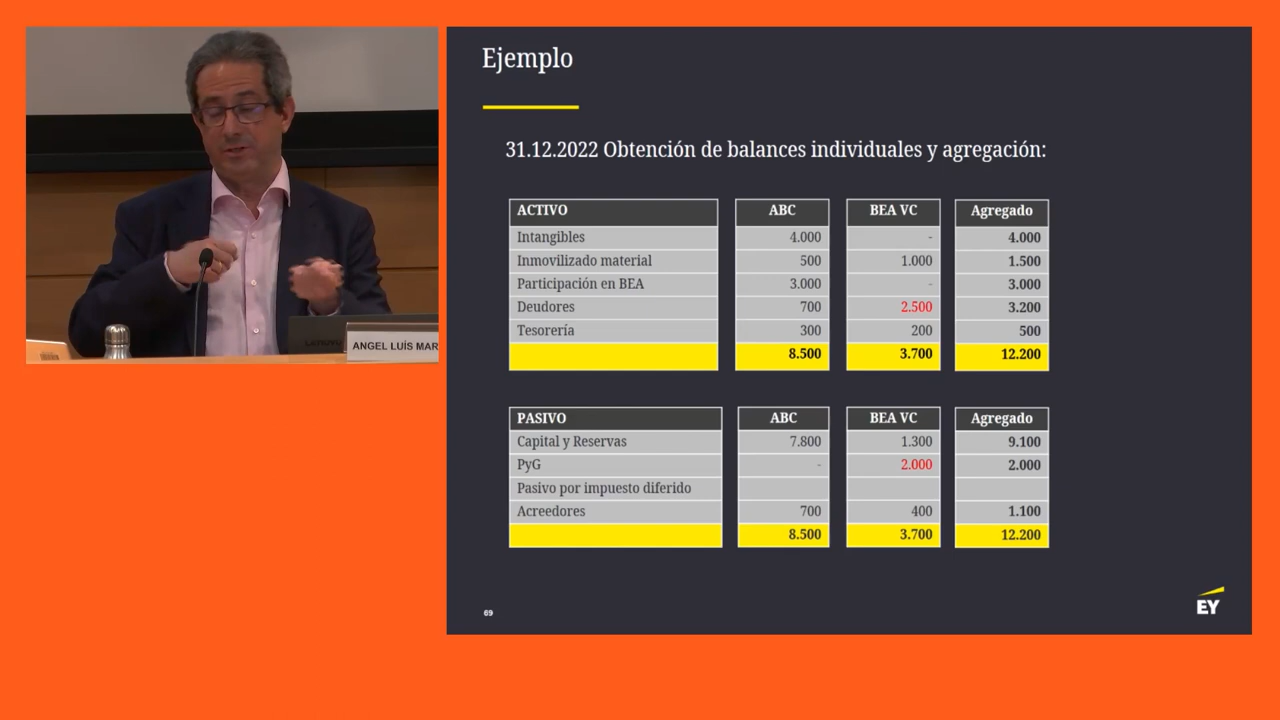 ANGEL LUÍS MAR
Ejemplo
31.12.2022 Obtención de balances individuales y agregación:
ACTIVO ABC BEA VC Agregado
Intangibles 4.000 - 4.000
Inmovilizado material 500 1.000 1.500
Participación en BEA 3.000 - 3.000
Deudores 700 2.500 3.200
Tesorería 300 200 500
8.500 3.700 12.200
PASIVO ABC BEA VC Agregado
Capital y Reservas 7.800 1.300 9.100
PyG - 2.000 2.000
Pasivo por impuesto diferido
Acreedores 700 400 1.100
8.500 3.700 12.200
69
EY